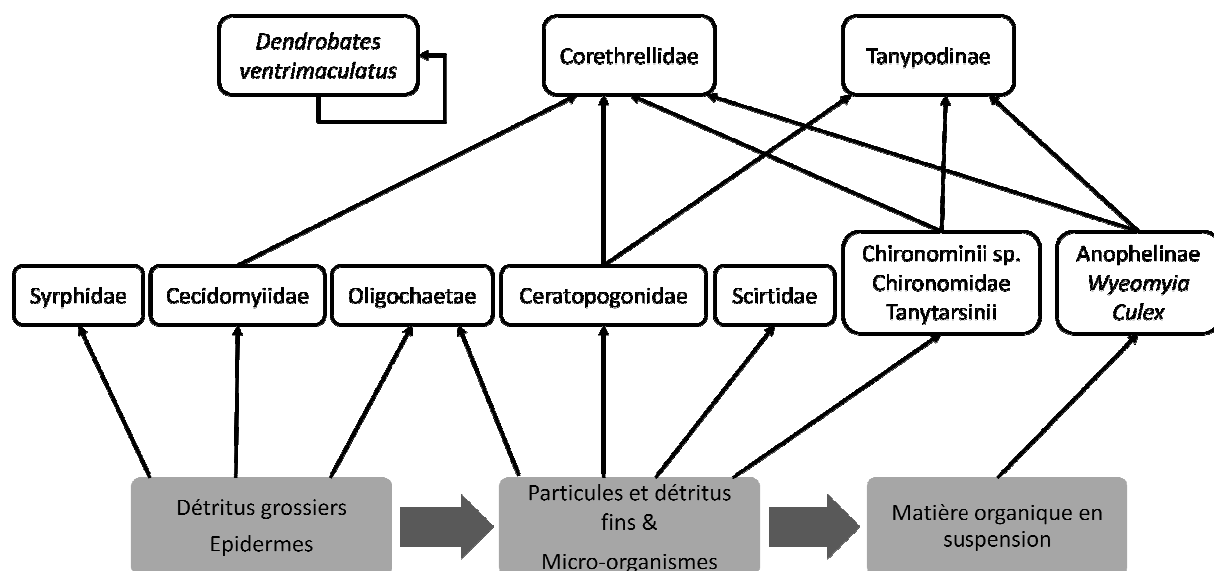 Dendrobates
ventrimaculatus
Corethrellidae
Tanypodinae
Syrphidae
Cecidomyiidae
Oligochaetae
Ceratopogonidae
Scirtidae
Chironominii sp.
Chironomidae
Tanytarsinii
Anophelinae
Wyeomyia
Culex
Détritus grossiers
Epidermes
Particules et détritus
fins &
Micro-organismes
Matière organique en
suspension